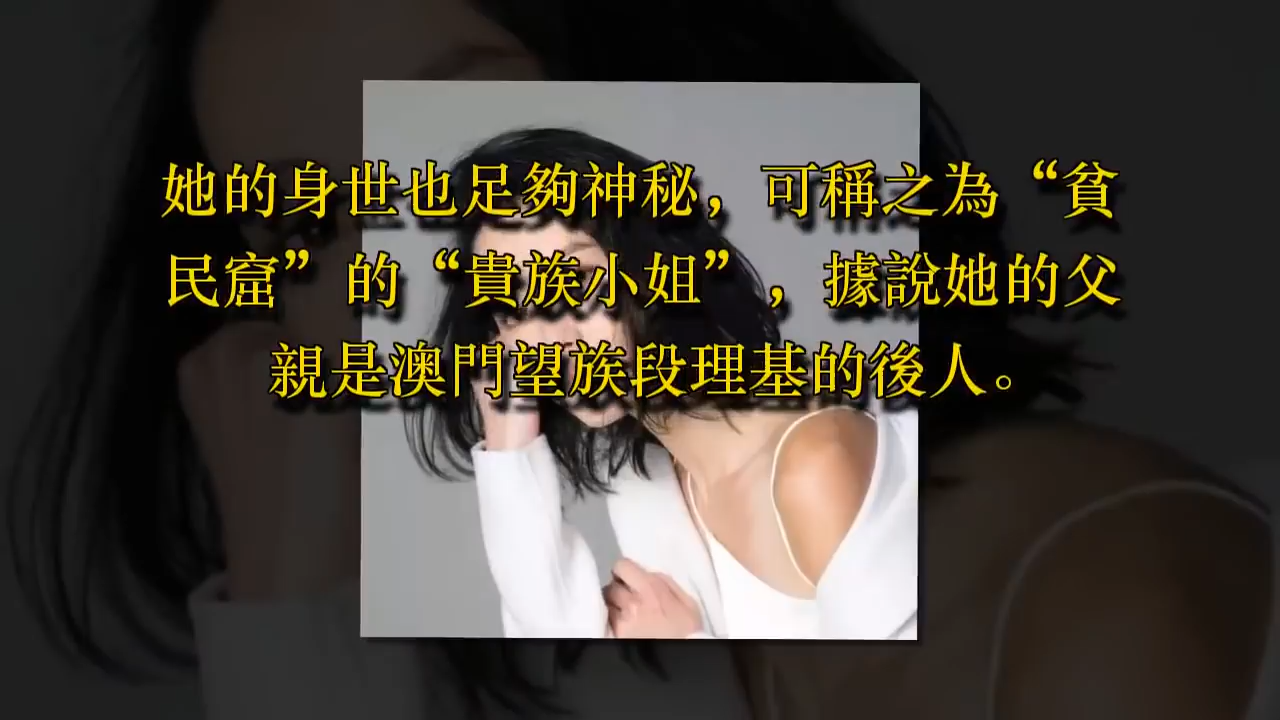 她的身世也足夠神秘，可稱之為“貧
民窟”的“貴族小姐”，據說她的父
親是澳門望族段理基的後人。